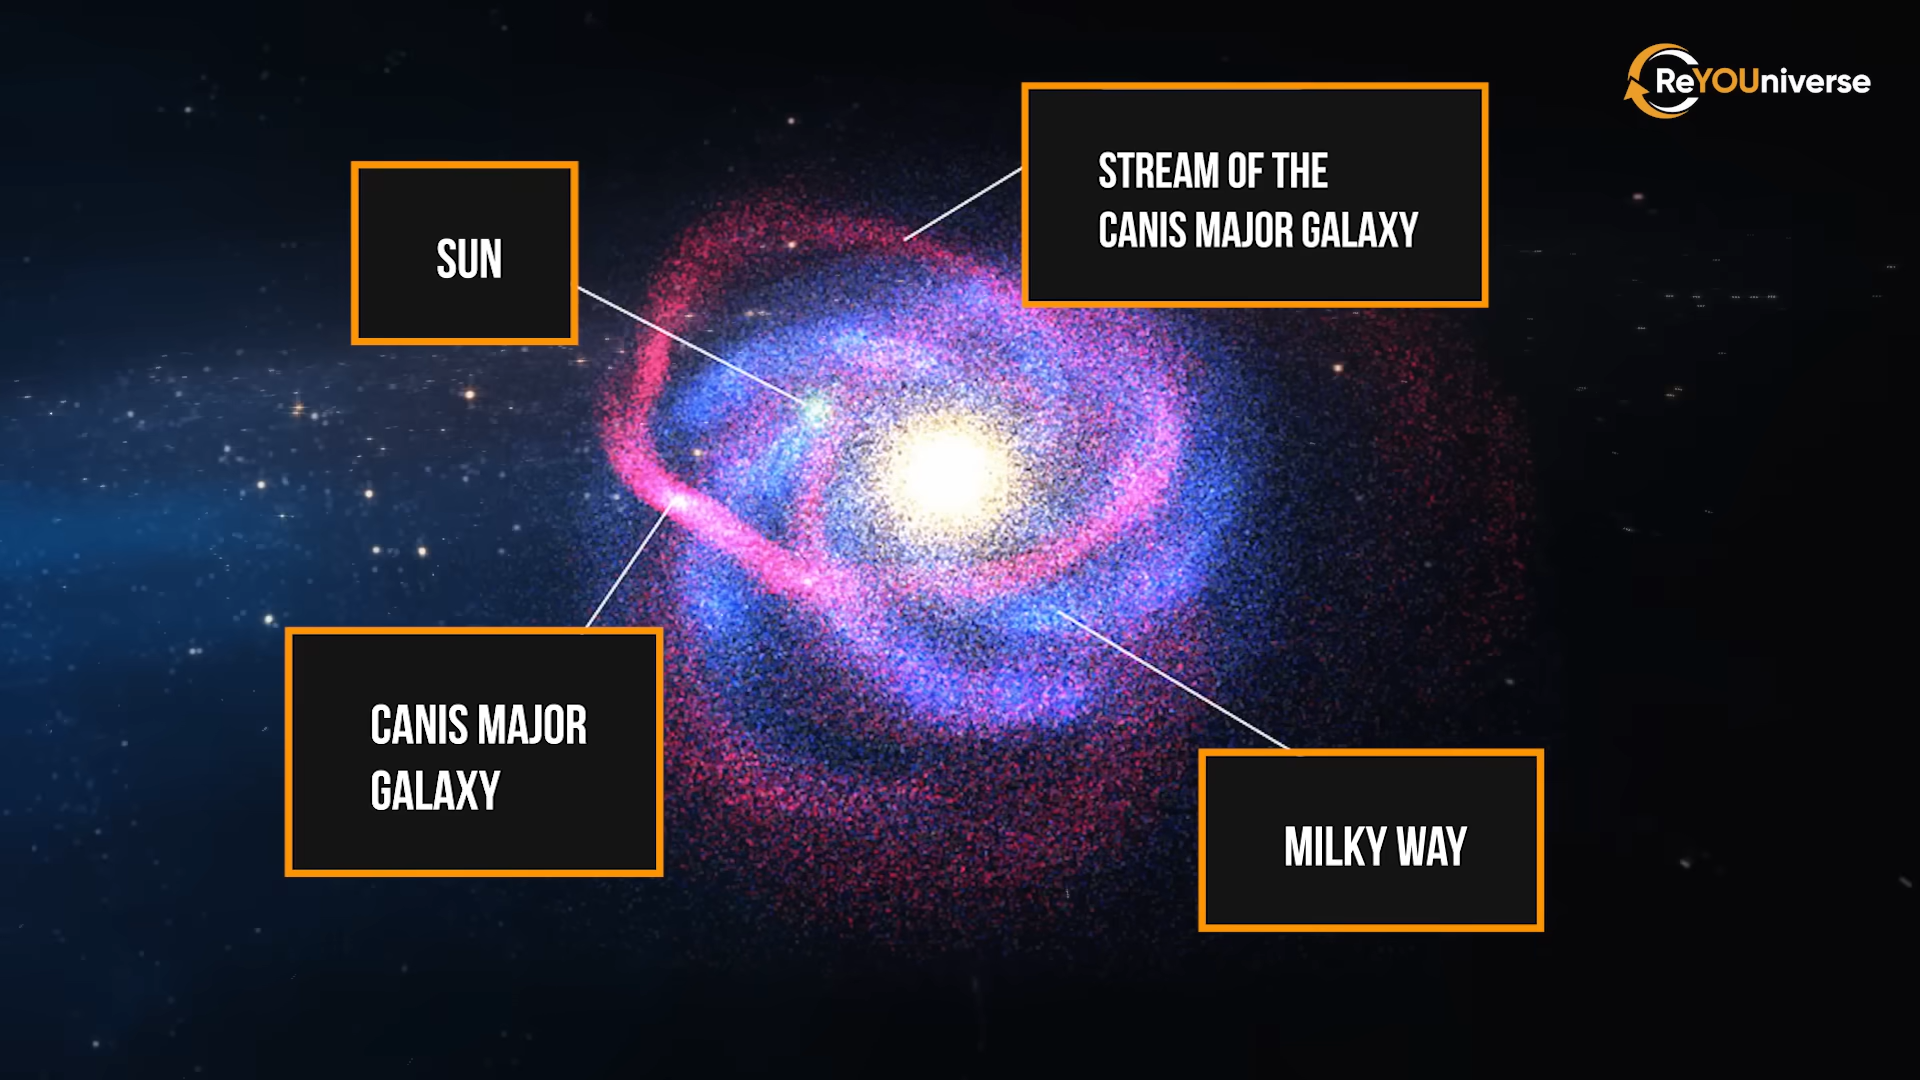 ReYOUniverse
STREAM OF THE
CANIS MAJOR GALAXY
SUN
CANIS MAJOR
GALAXY
MILKY WAY